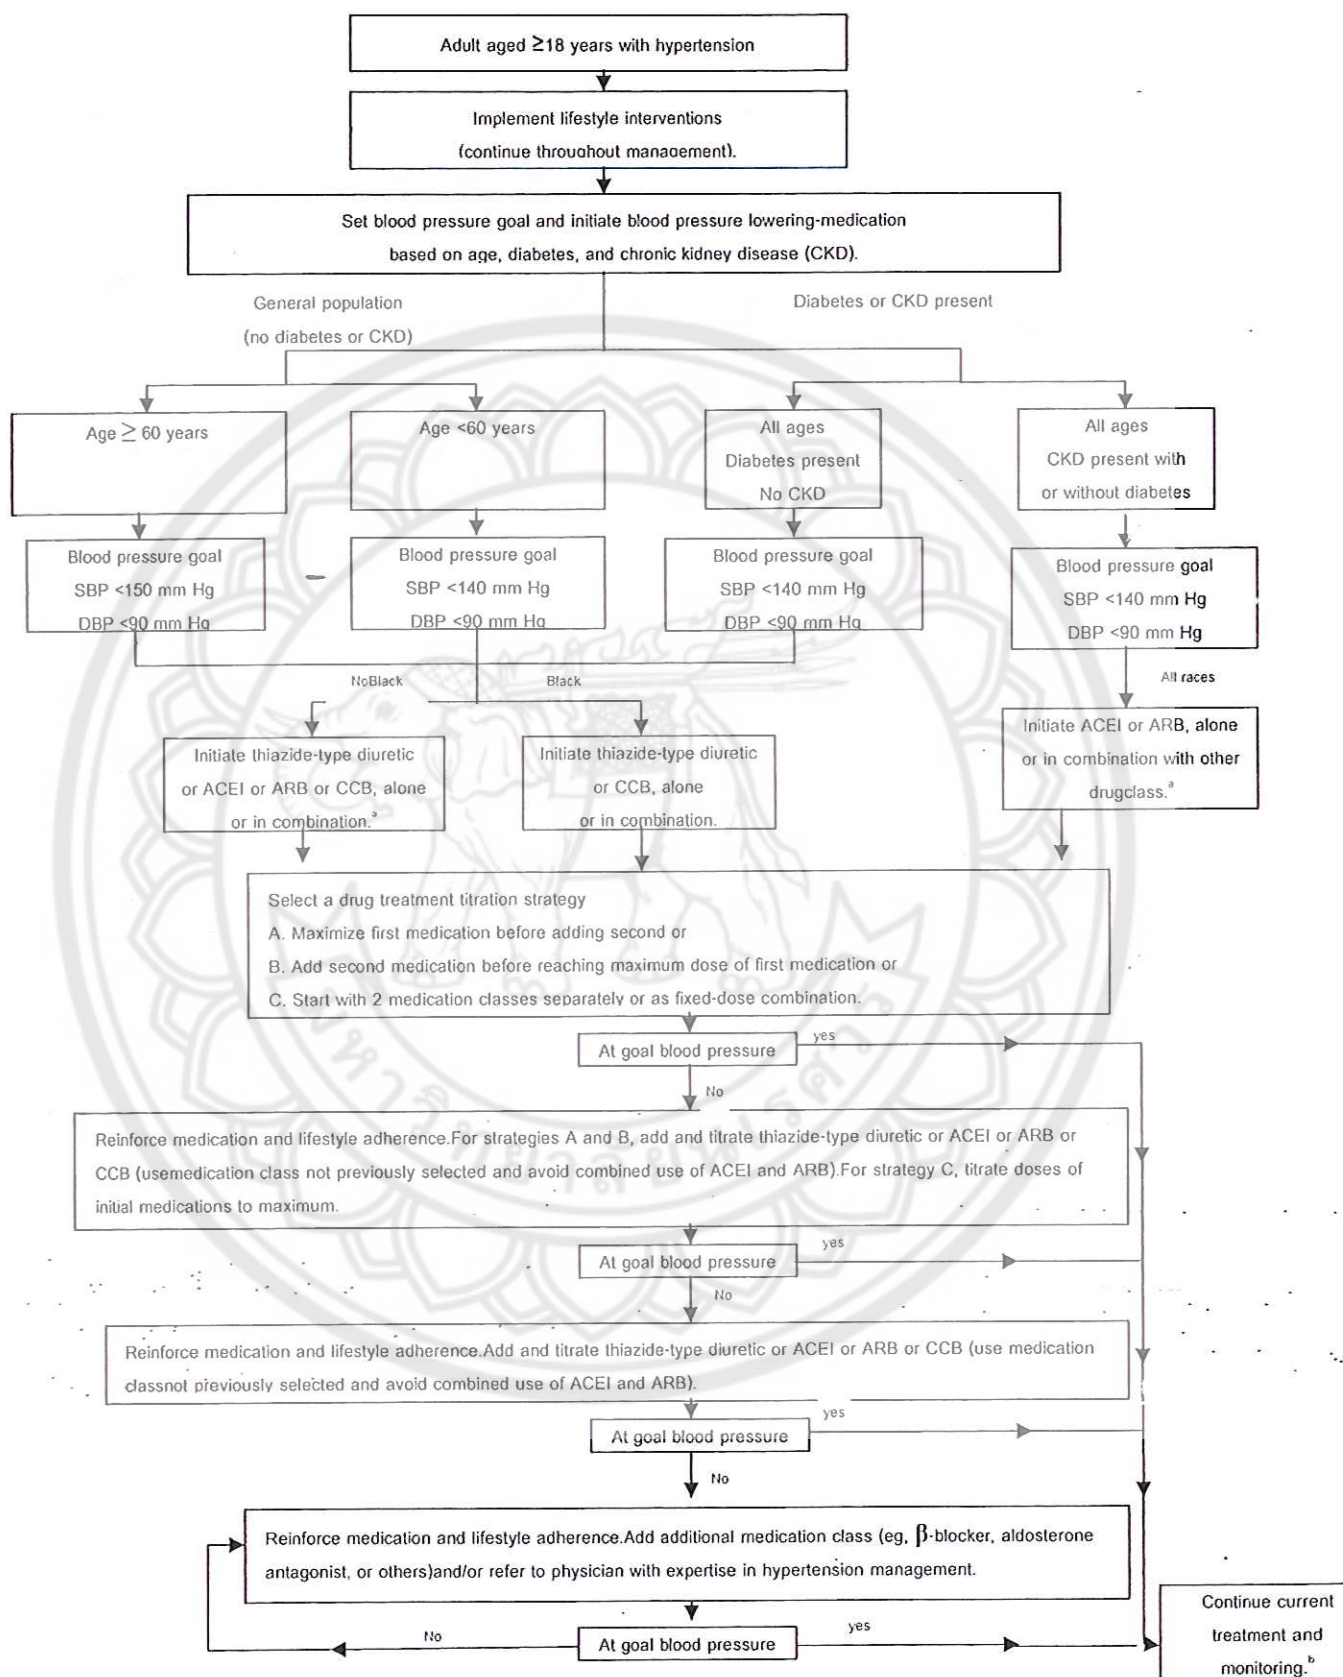 Adult aged ≥18 years with hypertension
Implement lifestyle interventions
(continue throughout management).
Set blood pressure goal and initiate blood pressure lowering-medication
based on age, diabetes, and chronic kidney disease (CKD).
General population
(no diabetes or CKD)
Diabetes or CKD present
Age ≥ 60 years
Age <60 years
All ages
Diabetes present
No CKD
All ages
CKD present with
or without diabetes
Blood pressure goal
SBP <150 mm Hg
DBP <90 mm Hg
Blood pressure goal
SBP <140 mm Hg
DBP <90 mm Hg
Blood pressure goal
SBP <140 mm Hg
DBP <90 mm Hg
Blood pressure goal
SBP <140 mm Hg
DBP <90 mm Hg
NoBlack
Black
All races
Initiate thiazide-type diuretic
or ACEI or ARB or CCB, alone
or in combination.ᵃ
Initiate thiazide-type diuretic
or CCB, alone
or in combination.
Initiate ACEI or ARB, alone
or in combination with other
drugclass.ᵃ
Select a drug treatment titration strategy
A. Maximize first medication before adding second or
B. Add second medication before reaching maximum dose of first medication or
C. Start with 2 medication classes separately or as fixed-dose combination.
At goal blood pressure
yes
No
Reinforce medication and lifestyle adherence.For strategies A and B, add and titrate thiazide-type diuretic or ACEI or ARB or
CCB (usemedication class not previously selected and avoid combined use of ACEI and ARB).For strategy C, titrate doses of
initial medications to maximum.
At goal blood pressure
yes
No
Reinforce medication and lifestyle adherence.Add and titrate thiazide-type diuretic or ACEI or ARB or CCB (use medication
classnot previously selected and avoid combined use of ACEI and ARB).
At goal blood pressure
yes
No
Reinforce medication and lifestyle adherence.Add additional medication class (eg, β-blocker, aldosterone
antagonist, or others)and/or refer to physician with expertise in hypertension management.
At goal blood pressure
No
yes
Continue current
treatment and
monitoring.ᵇ
มหาวิทยาลัยนเรศวร